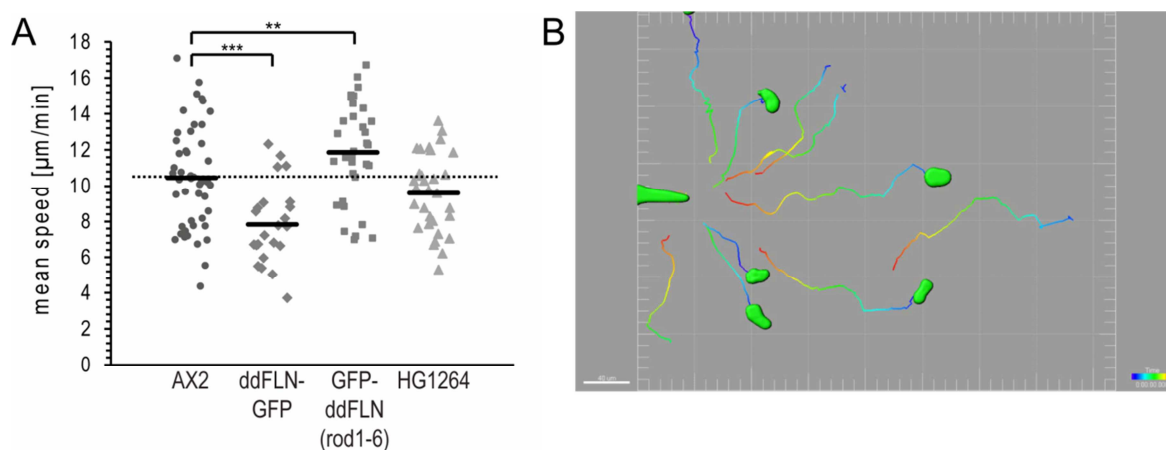 A
B
mean speed [µm/min]
18
16
14
12
10
8
6
4
2
0
**
***
AX2
ddFLN-
GFP
GFP-
ddFLN
(rod1-6)
HG1264
Time